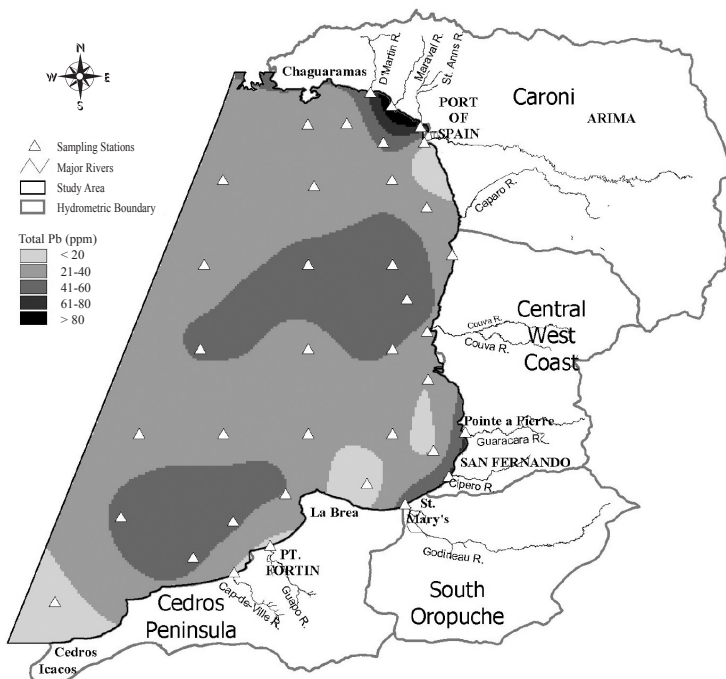 N
W E
S
Sampling Stations
Major Rivers
Study Area
Hydrometric Boundary
Total Pb (ppm)
< 20
21-40
41-60
61-80
> 80
Chaguaramas
D'Martin R.
Maraval R.
St. Anns R.
PORT
OF
SPAIN
Caroni
ARIMA
Caparo R.
Central
West
Coast
Couva R.
Couva R.
Pointe a Pierre
Guaracara R.
SAN FERNANDO
Cipero R
La Brea
St.
Mary's
Godineau R.
South
Oropuche
PT.
FORTIN
Guapo R.
Cap-de-Ville R.
Cedros
Peninsula
Cedros
Icacos